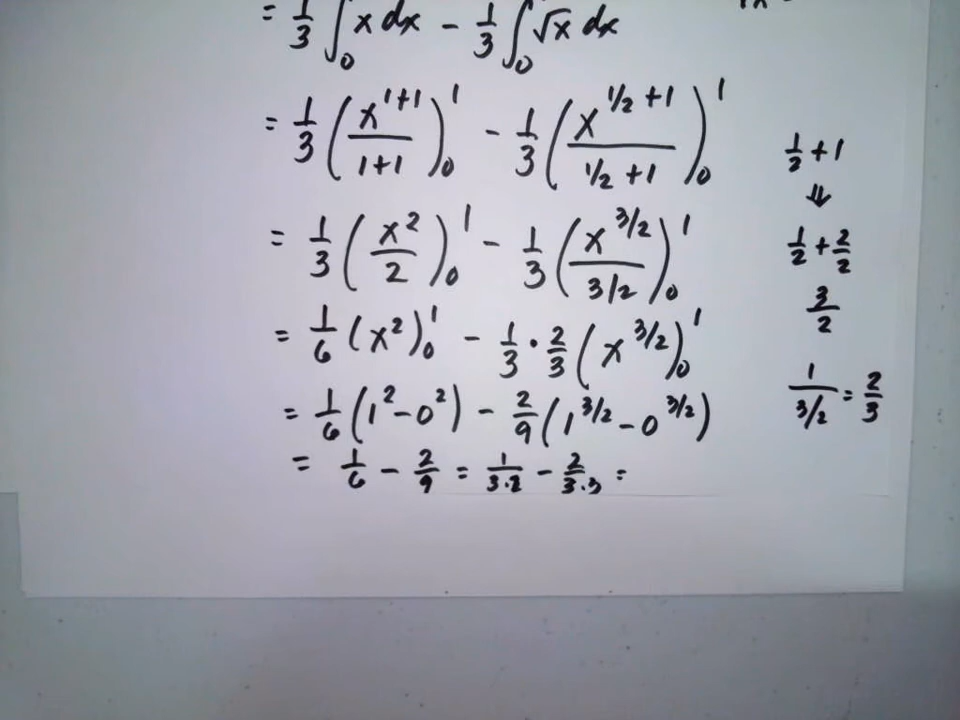 = 1/3 ∫₀ x dx - 1/3 ∫₀ √x dx
= 1/3 (x^(1+1)/(1+1))₀¹ - 1/3 (x^(1/2+1)/(1/2+1))₀¹
1/2 + 1
⇓
= 1/3 (x²/2)₀¹ - 1/3 (x^(3/2)/(3/2))₀¹
1/2 + 2/2
3/2
= 1/6 (x²)₀¹ - 1/3 · 2/3 (x^(3/2))₀¹
1/(3/2) = 2/3
= 1/6 (1² - 0²) - 2/9 (1^(3/2) - 0^(3/2))
= 1/6 - 2/9 = 1/(3·2) - 2/(3·3) =